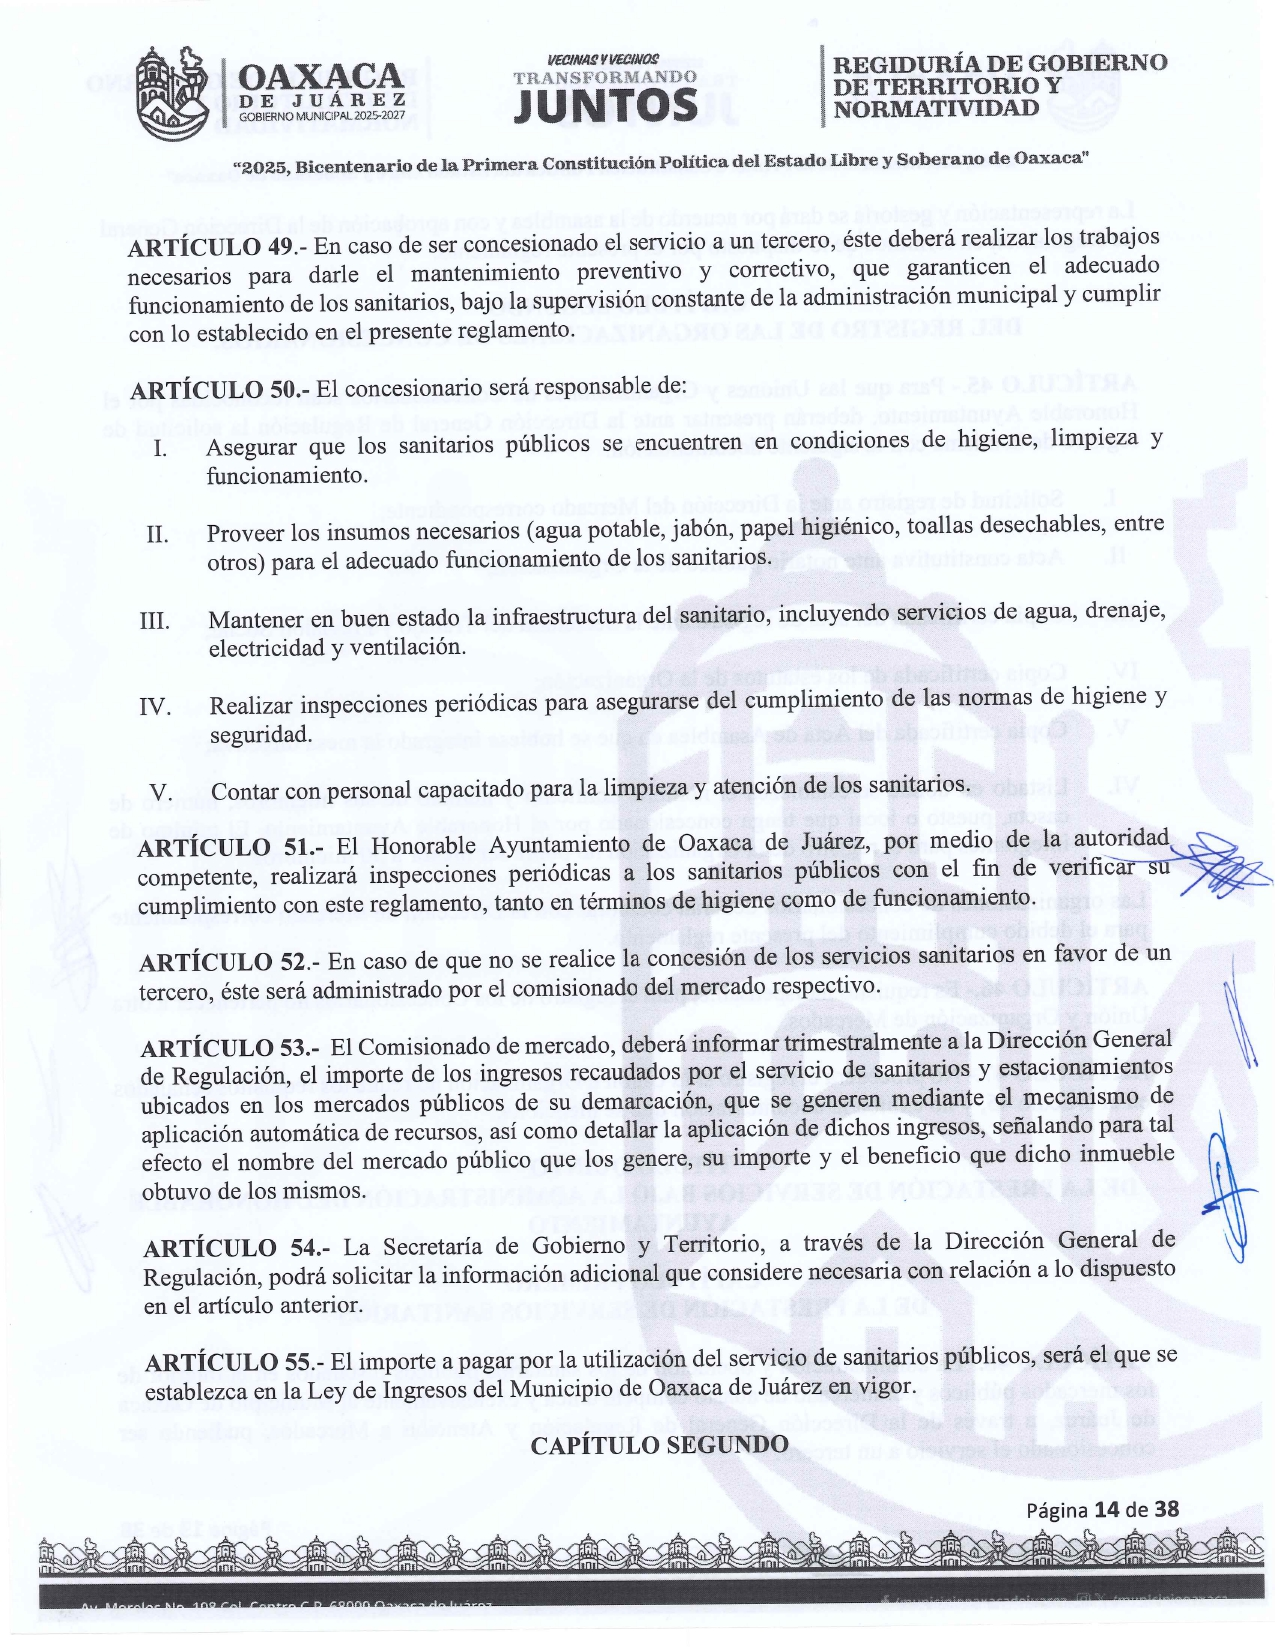 OAXACA
DE JUÁREZ
GOBIERNO MUNICIPAL 2025-2027
VECINAS Y VECINOS
TRANSFORMANDO
JUNTOS
REGIDURÍA DE GOBIERNO
DE TERRITORIO Y
NORMATIVIDAD
"2025, Bicentenario de la Primera Constitución Política del Estado Libre y Soberano de Oaxaca"
ARTÍCULO 49.- En caso de ser concesionado el servicio a un tercero, éste deberá realizar los trabajos
necesarios para darle el mantenimiento preventivo y correctivo, que garanticen el adecuado
funcionamiento de los sanitarios, bajo la supervisión constante de la administración municipal y cumplir
con lo establecido en el presente reglamento.
ARTÍCULO 50.- El concesionario será responsable de:
I. Asegurar que los sanitarios públicos se encuentren en condiciones de higiene, limpieza y
funcionamiento.
II. Proveer los insumos necesarios (agua potable, jabón, papel higiénico, toallas desechables, entre
otros) para el adecuado funcionamiento de los sanitarios.
III. Mantener en buen estado la infraestructura del sanitario, incluyendo servicios de agua, drenaje,
electricidad y ventilación.
IV. Realizar inspecciones periódicas para asegurarse del cumplimiento de las normas de higiene y
seguridad.
V. Contar con personal capacitado para la limpieza y atención de los sanitarios.
ARTÍCULO 51.- El Honorable Ayuntamiento de Oaxaca de Juárez, por medio de la autoridad
competente, realizará inspecciones periódicas a los sanitarios públicos con el fin de verificar su
cumplimiento con este reglamento, tanto en términos de higiene como de funcionamiento.
ARTÍCULO 52.- En caso de que no se realice la concesión de los servicios sanitarios en favor de un
tercero, éste será administrado por el comisionado del mercado respectivo.
ARTÍCULO 53.- El Comisionado de mercado, deberá informar trimestralmente a la Dirección General
de Regulación, el importe de los ingresos recaudados por el servicio de sanitarios y estacionamientos
ubicados en los mercados públicos de su demarcación, que se generen mediante el mecanismo de
aplicación automática de recursos, así como detallar la aplicación de dichos ingresos, señalando para tal
efecto el nombre del mercado público que los genere, su importe y el beneficio que dicho inmueble
obtuvo de los mismos.
ARTÍCULO 54.- La Secretaría de Gobierno y Territorio, a través de la Dirección General de
Regulación, podrá solicitar la información adicional que considere necesaria con relación a lo dispuesto
en el artículo anterior.
ARTÍCULO 55.- El importe a pagar por la utilización del servicio de sanitarios públicos, será el que se
establezca en la Ley de Ingresos del Municipio de Oaxaca de Juárez en vigor.
CAPÍTULO SEGUNDO
Página 14 de 38
Av. Morelos No. 108 Col. Centro C.P. 68000 Oaxaca de Juárez